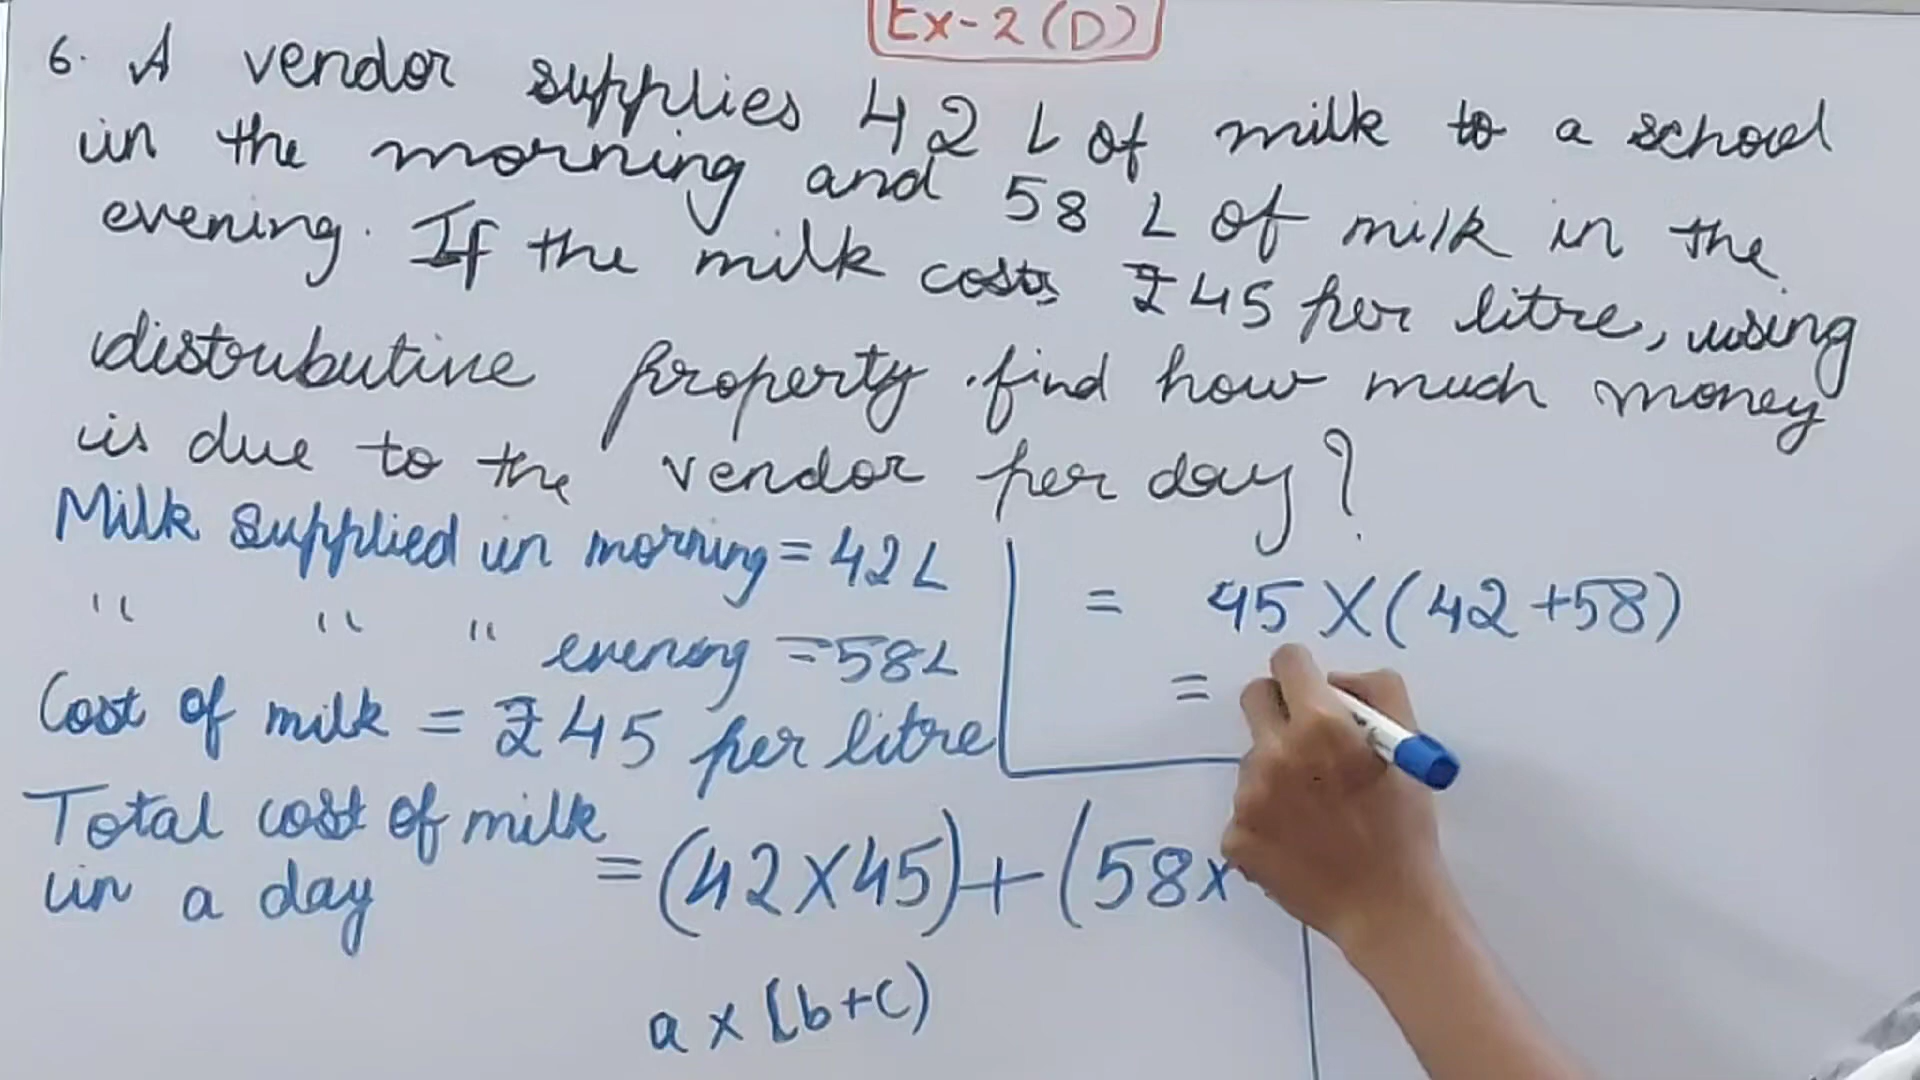 Ex-2 (D)
6. A vendor supplies 42 L of milk to a school
in the morning and 58 L of milk in the
evening. If the milk costs ₹45 per litre, using
distributive property find how much money
is due to the vendor per day?
Milk supplied in morning = 42 L
" " " evening = 58 L
Cost of milk = ₹45 per litre
Total cost of milk
in a day = (42×45)+(58×
a × (b+c)
= 45 × (42+58)
=